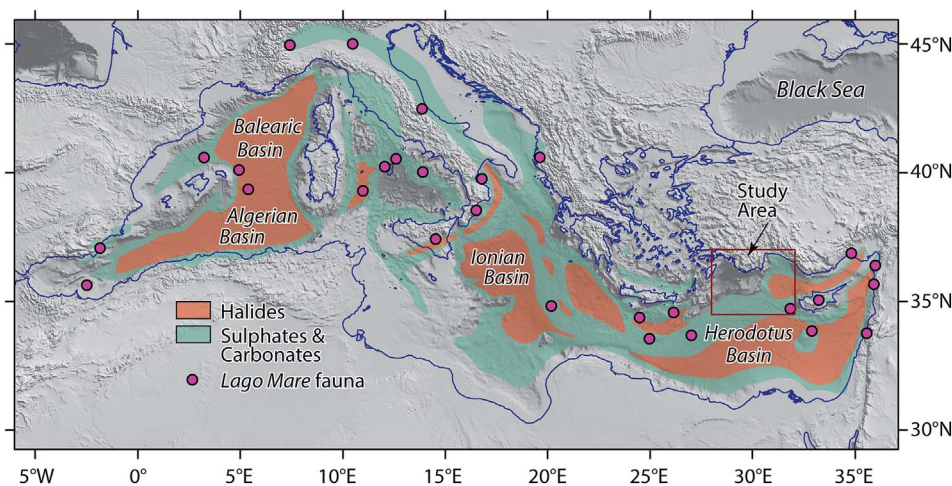 45°N
Black Sea
Balearic
Basin
40°N
Study
Area
Algerian
Basin
Ionian
Basin
35°N
Halides
Sulphates &
Carbonates
Herodotus
Basin
Lago Mare fauna
30°N
5°W 0° 5°E 10°E 15°E 20°E 25°E 30°E 35°E